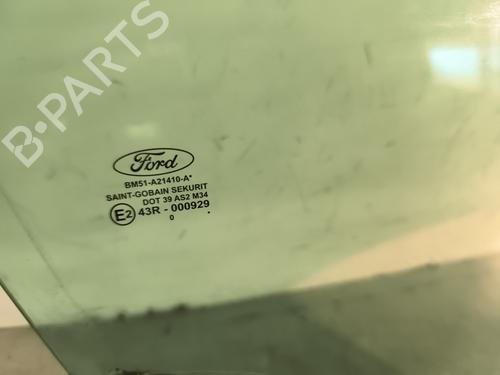 B-PARTS
Ford
BM51-A21410-A*
SAINT-GOBAIN SEKURIT
DOT 39 AS2 M34
E2 43R - 000929
0